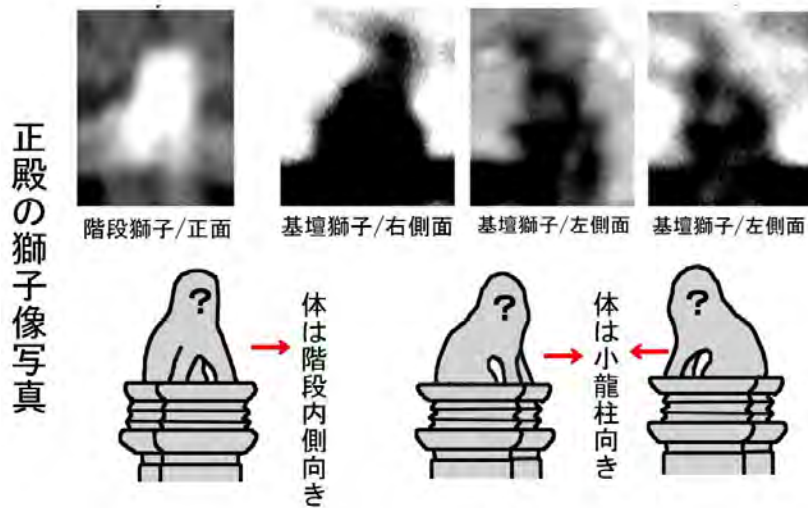 正殿の獅子像写真
階段獅子/正面
基壇獅子/右側面
基壇獅子/左側面
基壇獅子/左側面
?
体は階段内側向き
?
体は小龍柱向き
?